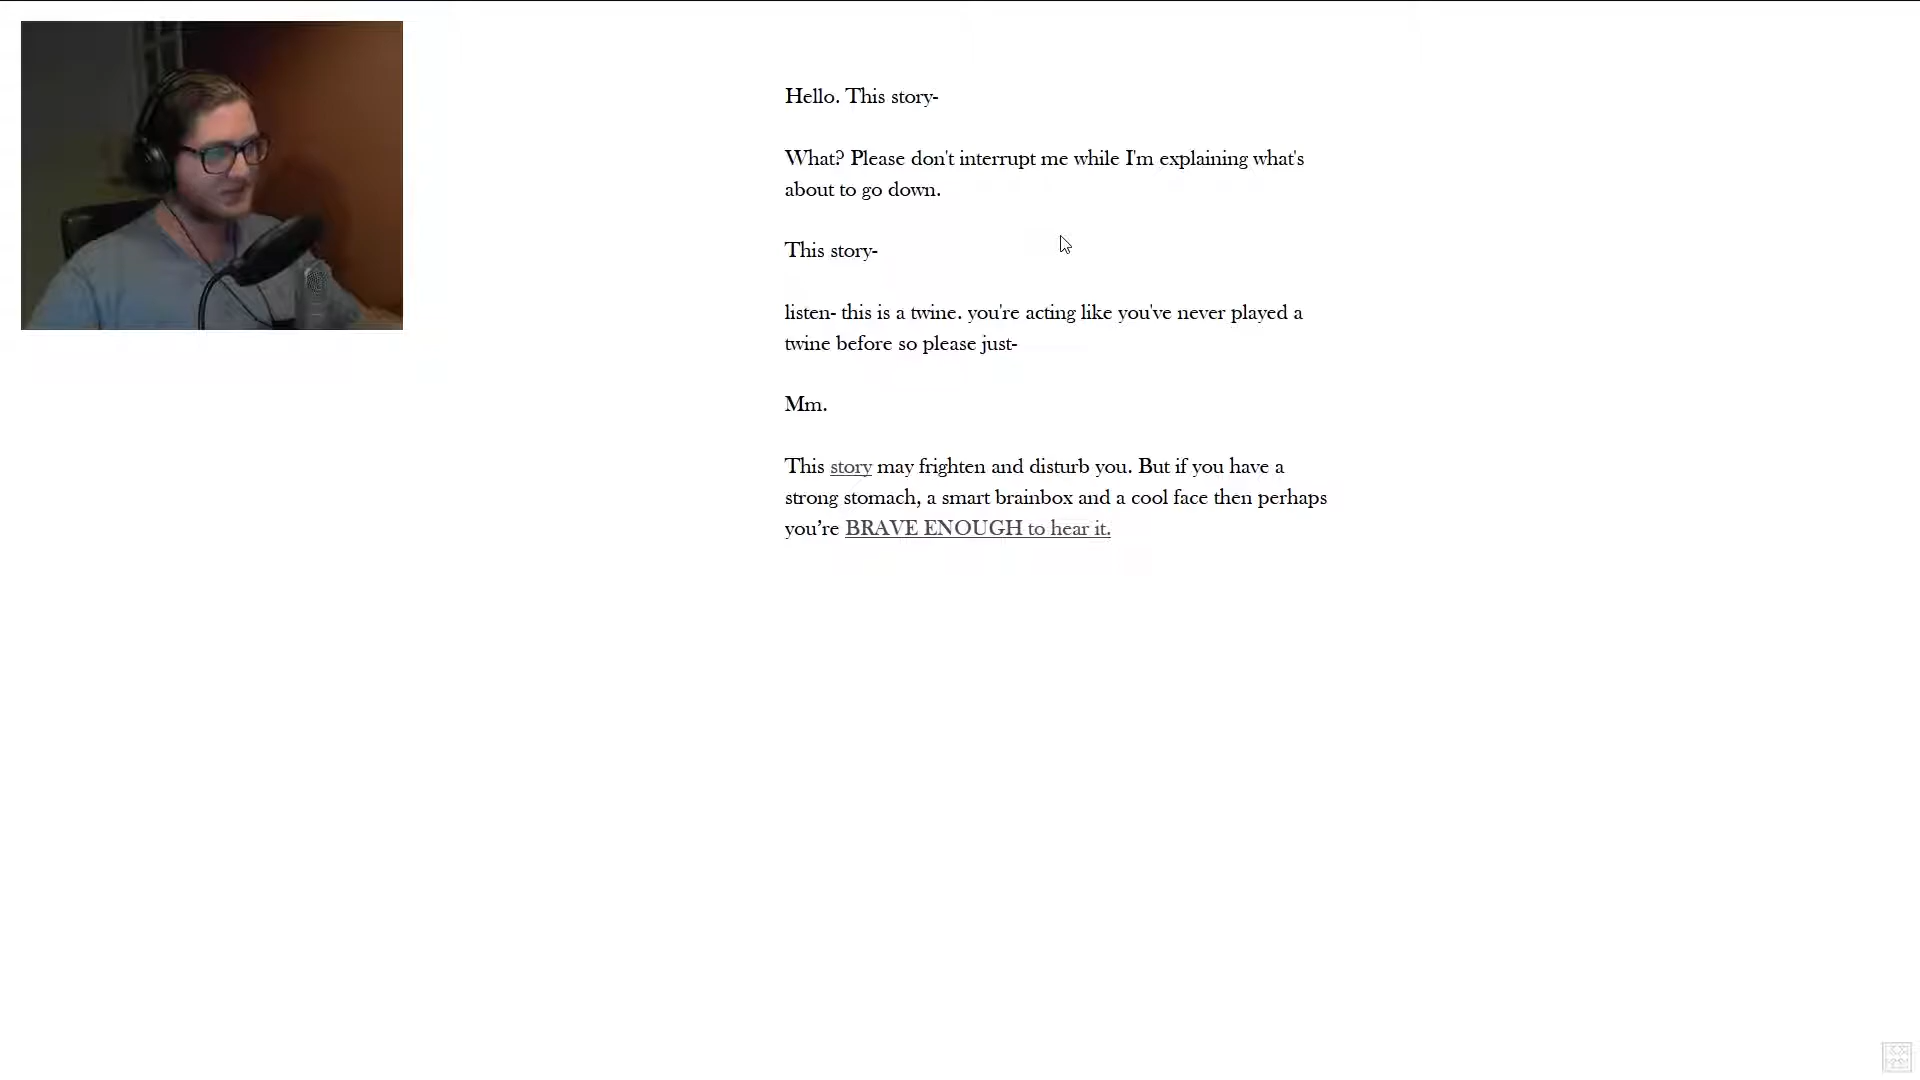 Hello. This story-
What? Please don't interrupt me while I'm explaining what's
about to go down.
This story-
listen- this is a twine. you're acting like you've never played a
twine before so please just-
Mm.
This story may frighten and disturb you. But if you have a
strong stomach, a smart brainbox and a cool face then perhaps
you’re BRAVE ENOUGH to hear it.